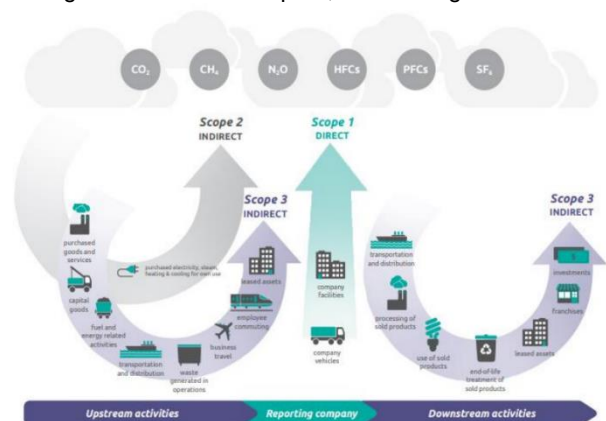 CO₂
CH₄
N₂O
HFCs
PFCs
SF₆
Scope 2
INDIRECT
Scope 1
DIRECT
Scope 3
INDIRECT
Scope 3
INDIRECT
purchased
goods and
services
capital
goods
fuel and
energy related
activities
transportation
and distribution
waste
generated in
operations
business
travel
employee
commuting
leased assets
purchased electricity, steam,
heating & cooling for own use
company
facilities
company
vehicles
transportation
and distribution
processing of
sold products
use of sold
products
end-of-life
treatment of
sold products
leased assets
franchises
investments
Upstream activities
Reporting company
Downstream activities